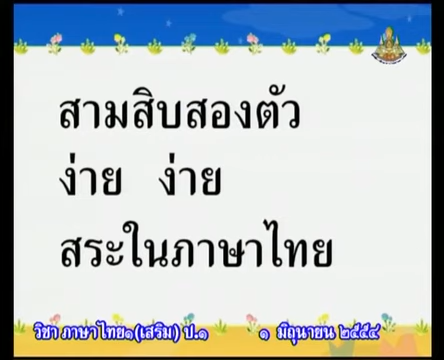 สามสิบสองตัว
ง่าย ง่าย
สระในภาษาไทย
วิชา ภาษาไทย๑(เสริม) ป.๑ ๑ มิถุนายน ๒๕๕๔